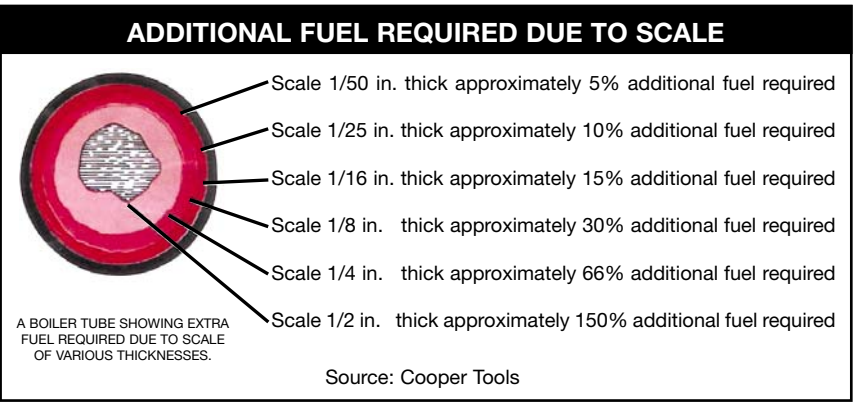 ADDITIONAL FUEL REQUIRED DUE TO SCALE
Scale 1/50 in. thick approximately 5% additional fuel required
Scale 1/25 in. thick approximately 10% additional fuel required
Scale 1/16 in. thick approximately 15% additional fuel required
Scale 1/8 in. thick approximately 30% additional fuel required
Scale 1/4 in. thick approximately 66% additional fuel required
Scale 1/2 in. thick approximately 150% additional fuel required
A BOILER TUBE SHOWING EXTRA
FUEL REQUIRED DUE TO SCALE
OF VARIOUS THICKNESSES.
Source: Cooper Tools